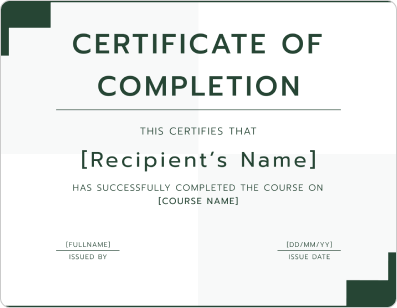 CERTIFICATE OF
COMPLETION
THIS CERTIFIES THAT
[Recipient's Name]
HAS SUCCESSFULLY COMPLETED THE COURSE ON
[COURSE NAME]
[FULLNAME]
[DD/MM/YY]
ISSUED BY
ISSUE DATE